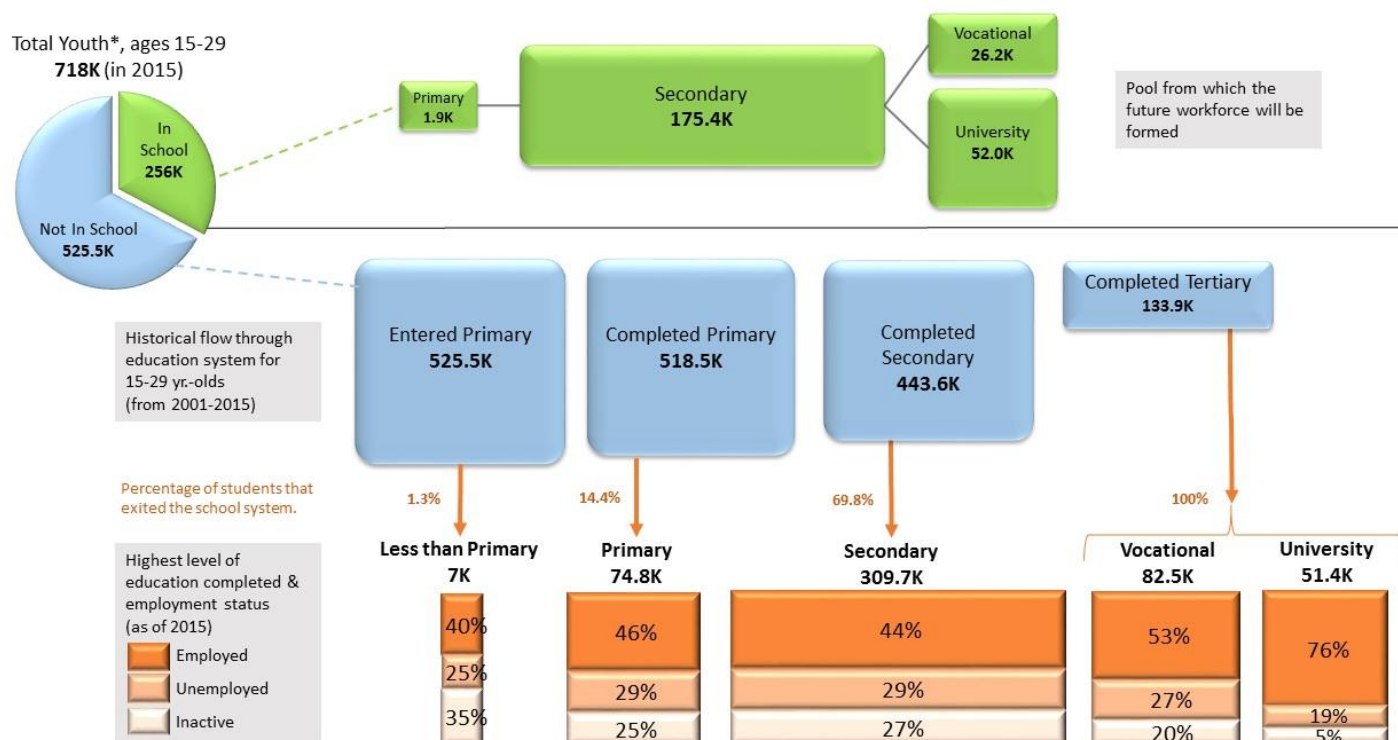 Total Youth*, ages 15-29
718K (in 2015)
In
School
256K
Not In School
525.5K
Primary
1.9K
Secondary
175.4K
Vocational
26.2K
University
52.0K
Pool from which the
future workforce will be
formed
Entered Primary
525.5K
Completed Primary
518.5K
Completed
Secondary
443.6K
Completed Tertiary
133.9K
Historical flow through
education system for
15-29 yr.-olds
(from 2001-2015)
Percentage of students that
exited the school system.
1.3%
14.4%
69.8%
100%
Less than Primary
7K
Primary
74.8K
Secondary
309.7K
Vocational
82.5K
University
51.4K
Highest level of
education completed &
employment status
(as of 2015)
Employed
Unemployed
Inactive
40%
25%
35%
46%
29%
25%
44%
29%
27%
53%
27%
20%
76%
19%
5%